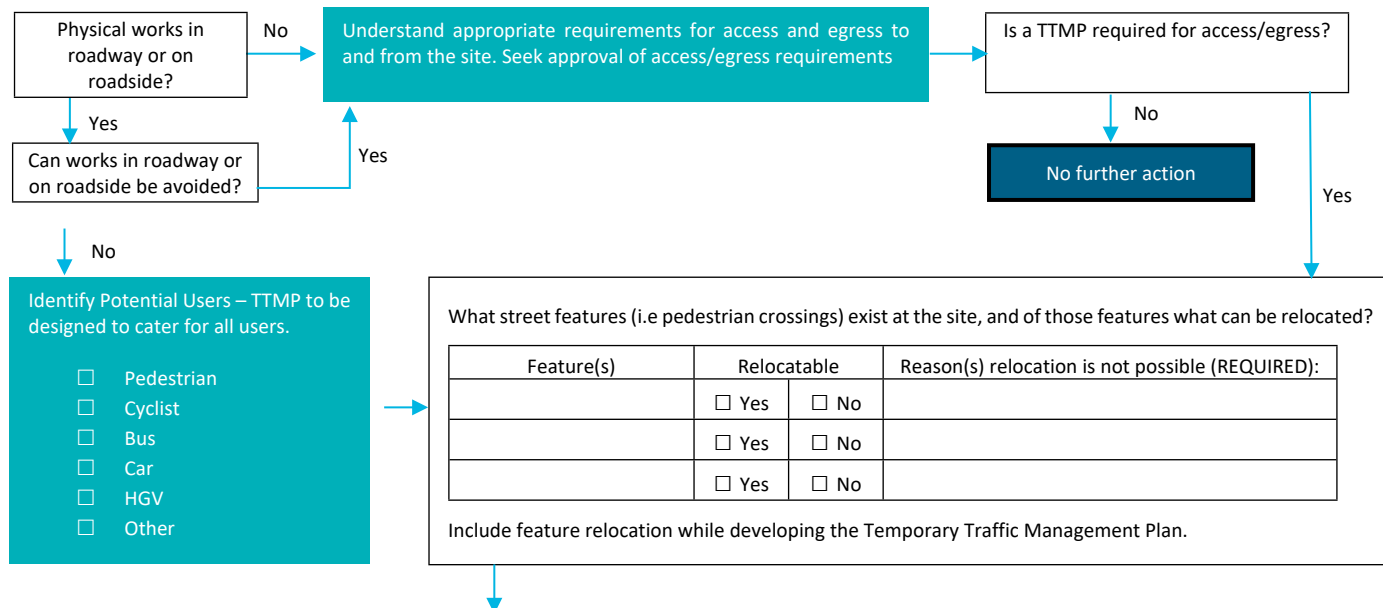 Physical works in
roadway or on
roadside?
No
Understand appropriate requirements for access and egress to
and from the site. Seek approval of access/egress requirements
Is a TTMP required for access/egress?
Yes
No
Can works in roadway or
on roadside be avoided?
Yes
No further action
Yes
No
Identify Potential Users – TTMP to be
designed to cater for all users.
☐ Pedestrian
☐ Cyclist
☐ Bus
☐ Car
☐ HGV
☐ Other
What street features (i.e pedestrian crossings) exist at the site, and of those features what can be relocated?
Feature(s) Relocatable Reason(s) relocation is not possible (REQUIRED):
☐ Yes ☐ No
☐ Yes ☐ No
☐ Yes ☐ No
Include feature relocation while developing the Temporary Traffic Management Plan.